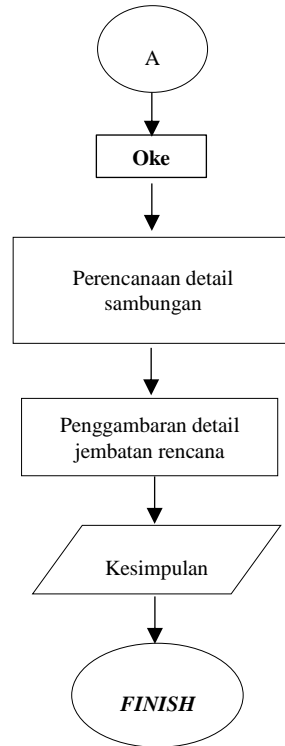 A
Oke
Perencanaan detail
sambungan
Penggambaran detail
jembatan rencana
Kesimpulan
FINISH